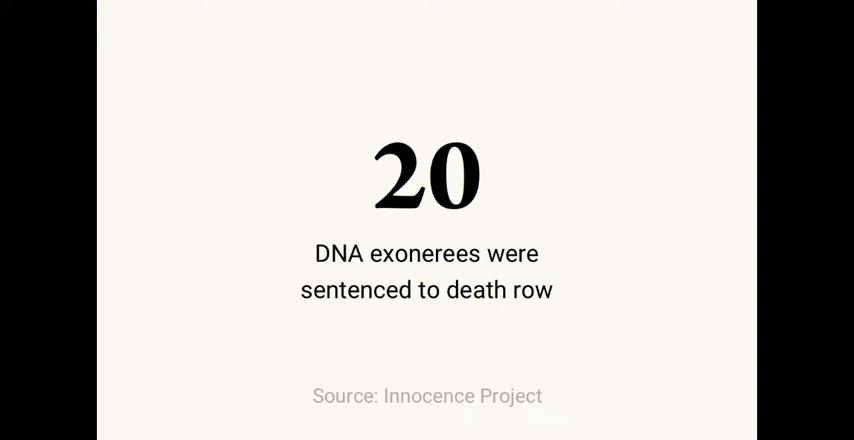 20
DNA exonerees were
sentenced to death row
Source: Innocence Project